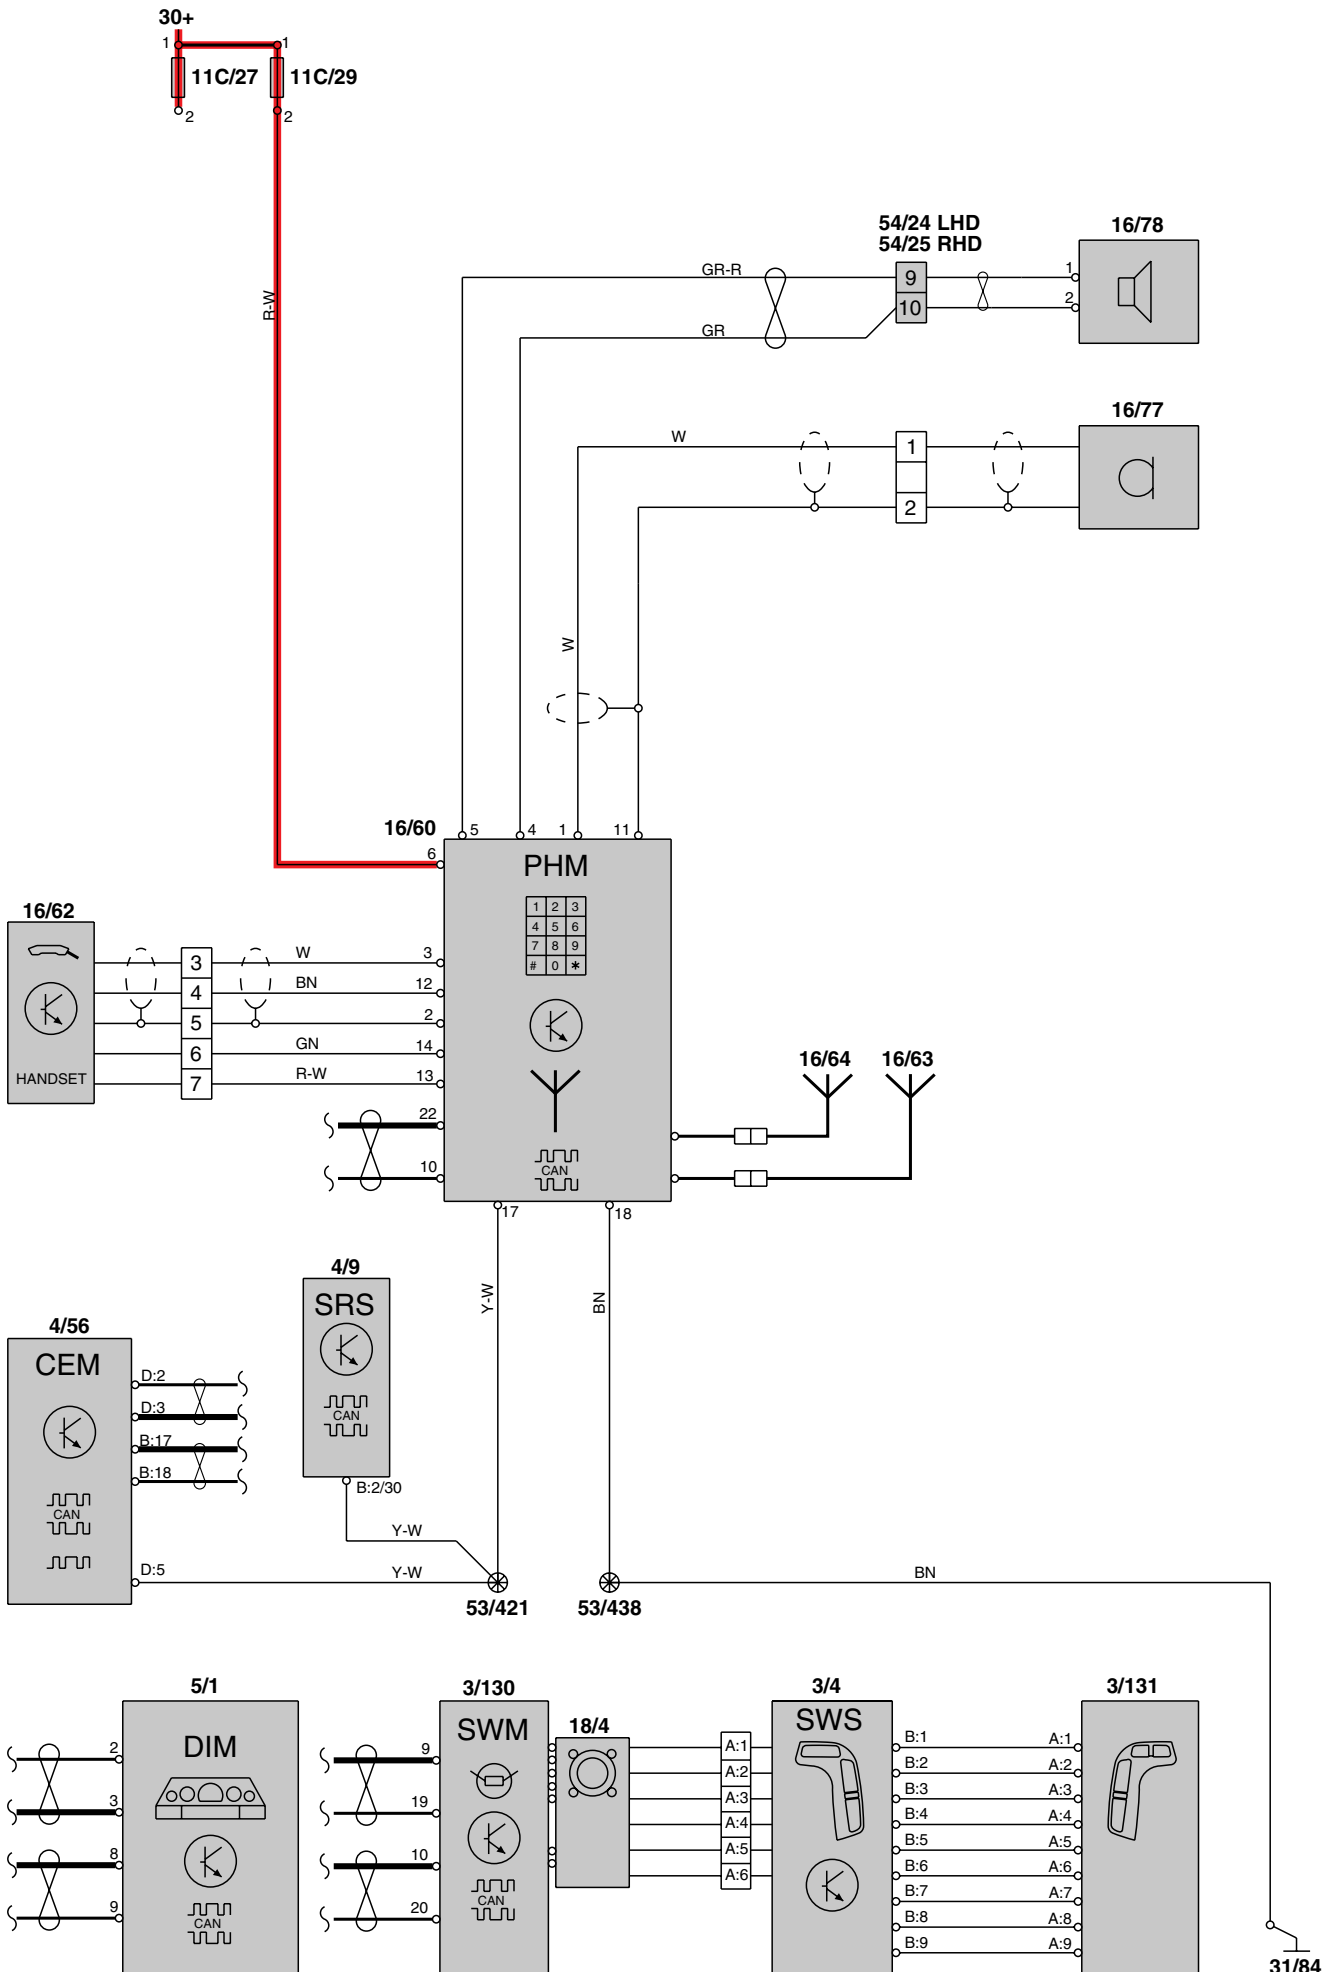 30+
1
1
11C/27
11C/29
2
2
R-W
54/24 LHD
54/25 RHD
16/78
GR-R
9
1
10
2
GR
16/77
W
1
2
W
16/60
5
4
1
11
6
PHM
1 2 3
4 5 6
7 8 9
# 0 *
16/62
3
W
3
4
BN
12
5
2
6
GN
14
HANDSET
7
R-W
13
22
10
CAN
16/64
16/63
17
18
Y-W
BN
4/9
SRS
CAN
B:2/30
4/56
CEM
D:2
D:3
B:17
B:18
CAN
D:5
Y-W
Y-W
53/421
53/438
BN
5/1
DIM
2
3
8
9
CAN
3/130
SWM
9
19
10
20
CAN
18/4
A:1
A:2
A:3
A:4
A:5
A:6
3/4
SWS
B:1
B:2
B:3
B:4
B:5
B:6
B:7
B:8
B:9
3/131
A:1
A:2
A:3
A:4
A:5
A:6
A:7
A:8
A:9
31/84